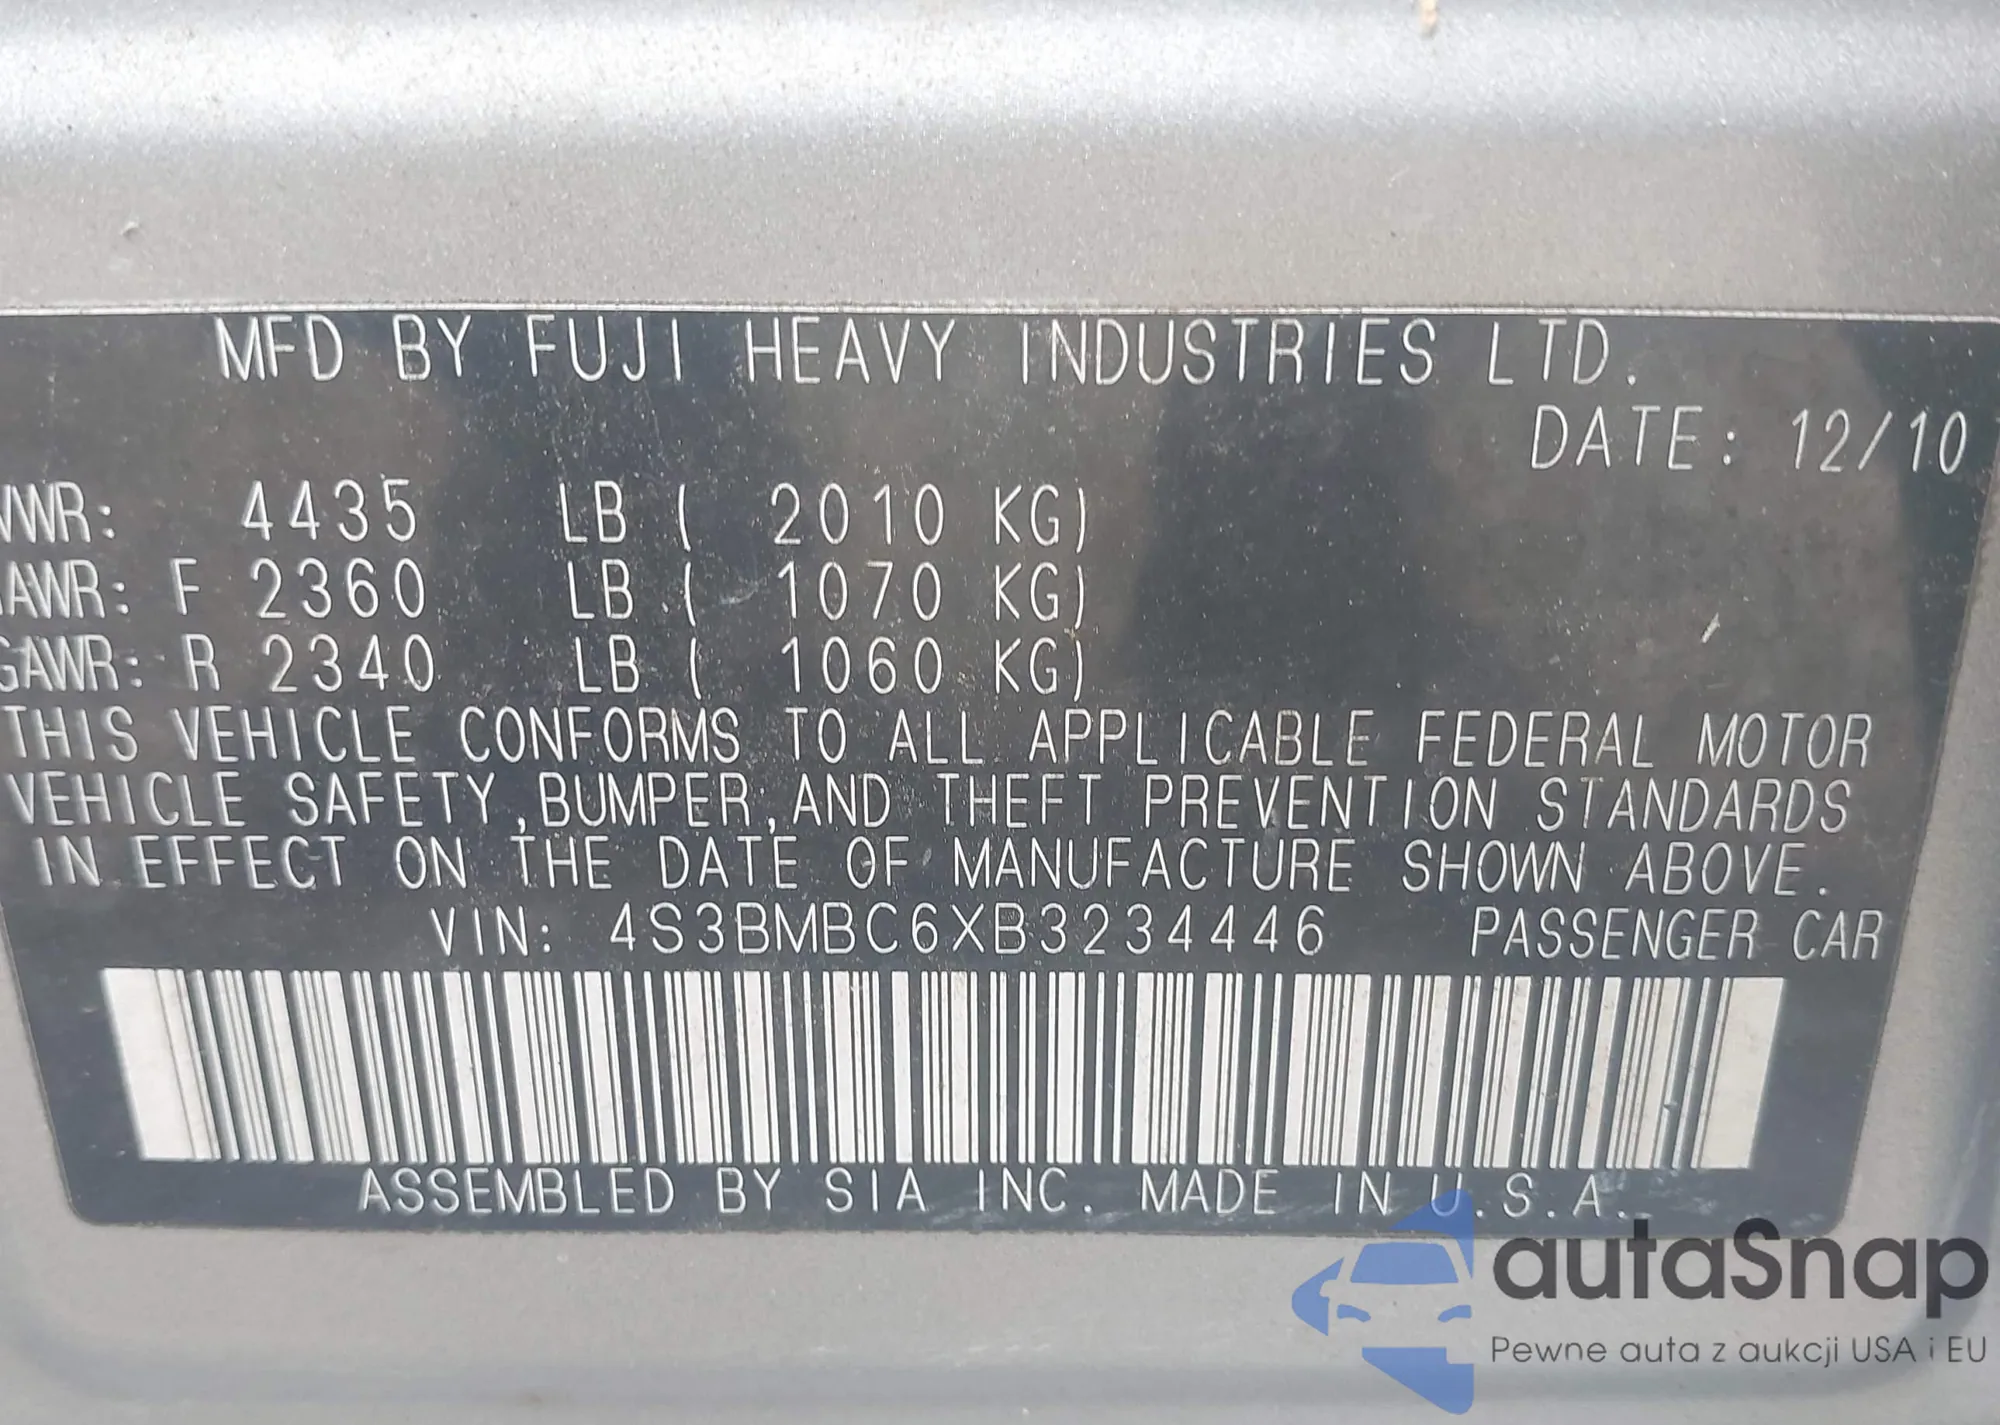 MFD BY FUJI HEAVY INDUSTRIES LTD.
DATE: 12/10
VWR: 4435 LB ( 2010 KG)
AWR: F 2360 LB ( 1070 KG)
GAWR: R 2340 LB ( 1060 KG)
THIS VEHICLE CONFORMS TO ALL APPLICABLE FEDERAL MOTOR
VEHICLE SAFETY,BUMPER,AND THEFT PREVENTION STANDARDS
IN EFFECT ON THE DATE OF MANUFACTURE SHOWN ABOVE.
VIN: 4S3BMBC6XB3234446 PASSENGER CAR
ASSEMBLED BY SIA INC. MADE IN U.S.A.
autaSnap
Pewne auta z aukcji USA i EU